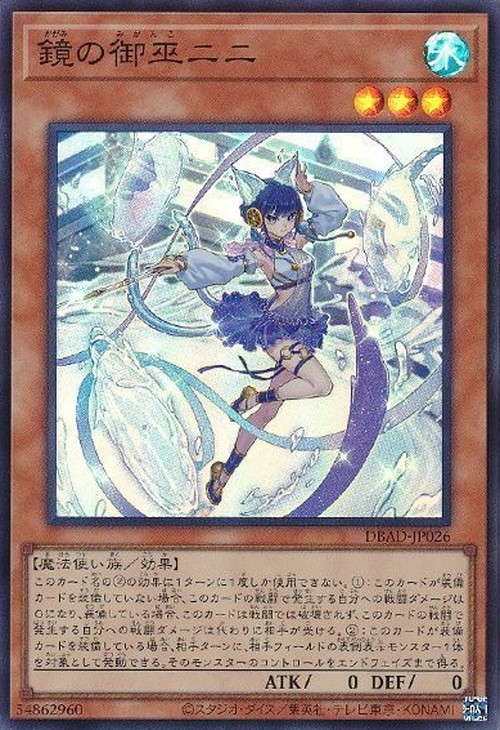 鏡の御巫ニニ
かがみ みかんこ
水
DBAD-JP026
【魔法使い族／効果】
このカード名の②の効果は１ターンに１度しか使用できない。①：このカードが装備
カードを装備していない場合、このカードの戦闘で発生する自分への戦闘ダメージは
０になり、装備している場合、このカードは戦闘では破壊されず、このカードの戦闘で
発生する自分への戦闘ダメージは代わりに相手が受ける。②：このカードが装備
カードを装備している場合、相手ターンに、相手フィールドの表側表示モンスター１体
を対象として発動できる。そのモンスターのコントロールをエンドフェイズまで得る。
ATK/ 0 DEF/ 0
54862960 ©スタジオ・ダイス／集英社・テレビ東京・KONAMI